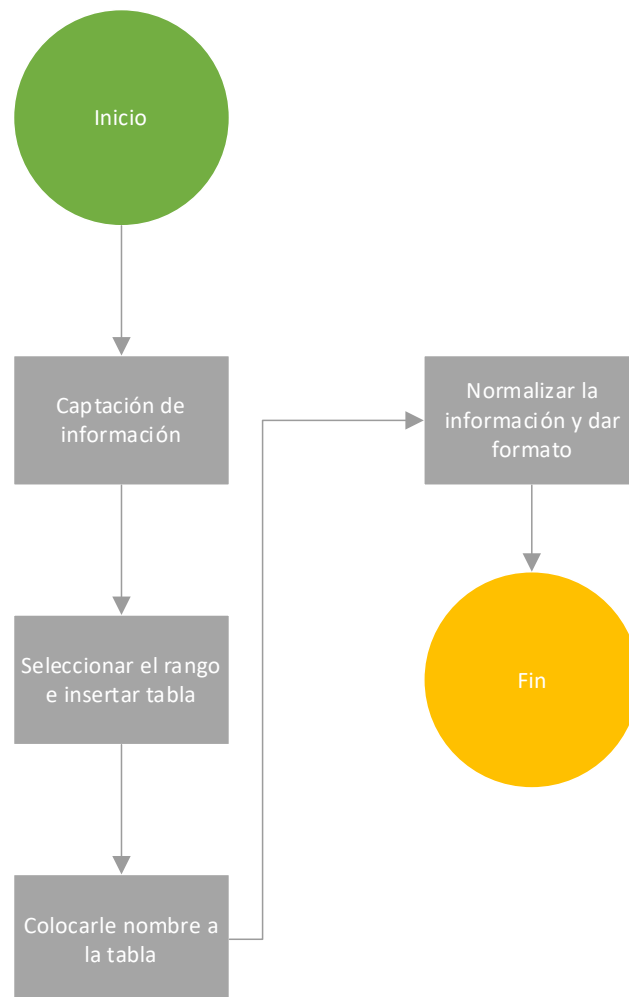 Inicio
Captación de
información
Seleccionar el rango
e insertar tabla
Colocarle nombre a
la tabla
Normalizar la
información y dar
formato
Fin